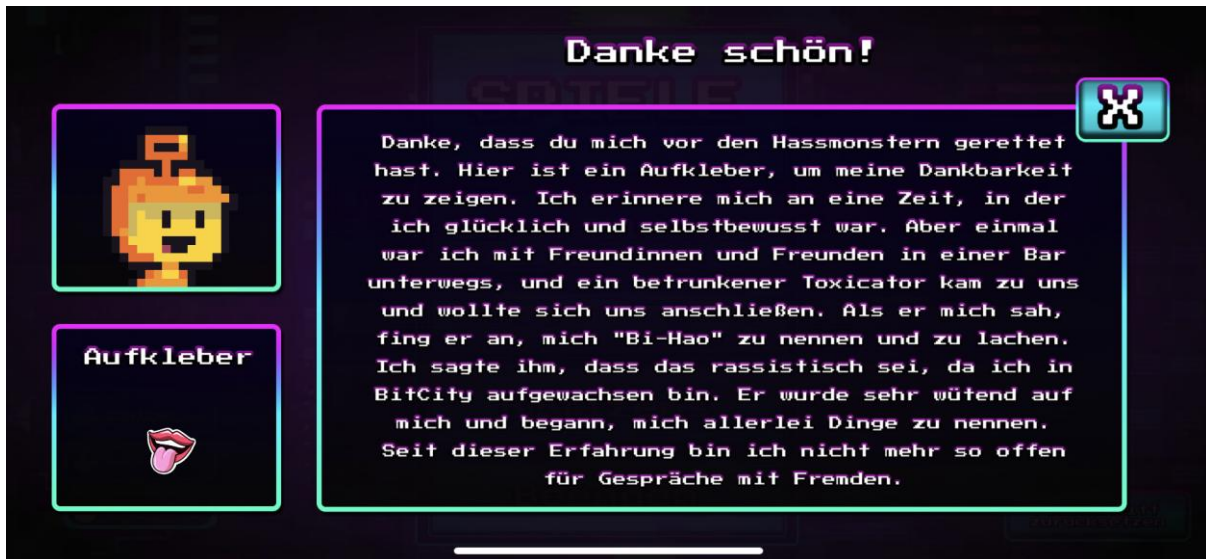 Danke schön!
SPIELE
X
Danke, dass du mich vor den Hassmonstern gerettet
hast. Hier ist ein Aufkleber, um meine Dankbarkeit
zu zeigen. Ich erinnere mich an eine Zeit, in der
ich glücklich und selbstbewusst war. Aber einmal
war ich mit Freundinnen und Freunden in einer Bar
unterwegs, und ein betrunkener Toxicator kam zu uns
und wollte sich uns anschließen. Als er mich sah,
fing er an, mich "Bi-Hao" zu nennen und zu lachen.
Ich sagte ihm, dass das rassistisch sei, da ich in
BitCity aufgewachsen bin. Er wurde sehr wütend auf
mich und begann, mich allerlei Dinge zu nennen.
Seit dieser Erfahrung bin ich nicht mehr so offen
für Gespräche mit Fremden.
Aufkleber